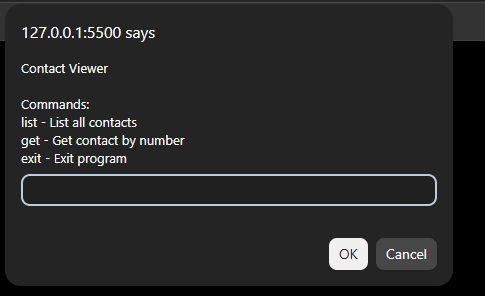 127.0.0.1:5500 says
Contact Viewer
Commands:
list - List all contacts
get - Get contact by number
exit - Exit program
OK
Cancel